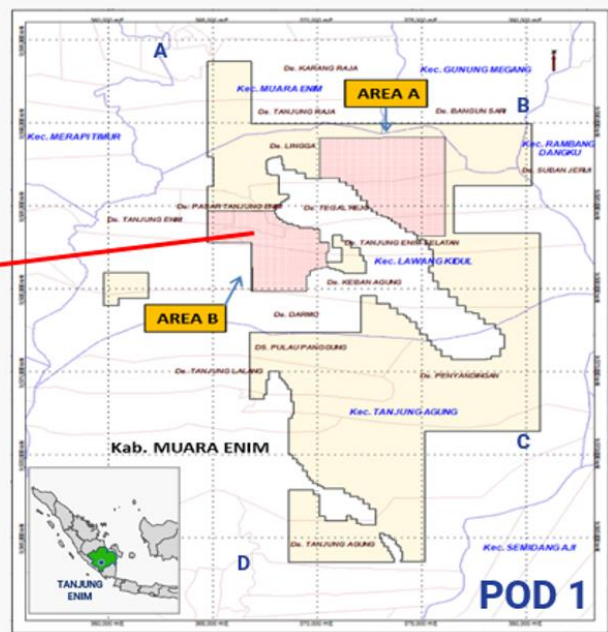 A
Ds. KARANG RAJA
Kec. GUNUNG MEGANG
Kec. MUARA ENIM
AREA A
Ds. TANJUNG RAJA
Ds. BANGUN SARI
B
Kec. MERAPI TIMUR
Ds. LINGGA
Kec. RAMBANG
DANGKU
Ds. SUBAN JERIJI
Ds. PASAR TANJUNG ENIM
Ds. TEGAL REJO
Ds. TANJUNG ENIM
Ds. TANJUNG ENIM SELATAN
Kec. LAWANG KIDUL
Ds. KEBAN AGUNG
AREA B
Ds. DARMO
DS. PULAU PANGGUNG
Ds. TANJUNG LALANG
Ds. PENYANDINGAN
Kec. TANJUNG AGUNG
Kab. MUARA ENIM
C
D
Ds. TANJUNG AGUNG
Kec. SEMIDANG AJI
TANJUNG
ENIM
POD 1